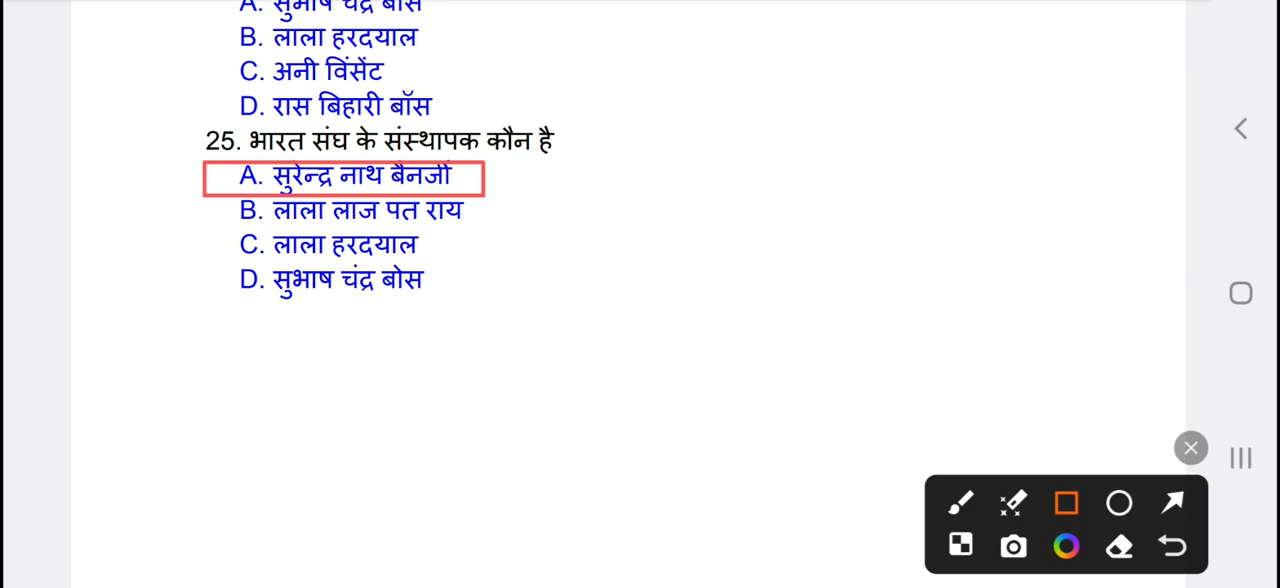 A. सुभाष चंद्र बोस
B. लाला हरदयाल
C. अनी विंसेंट
D. रास बिहारी बॉस
25. भारत संघ के संस्थापक कौन है
A. सुरेन्द्र नाथ बैनर्जी
B. लाला लाज पत राय
C. लाला हरदयाल
D. सुभाष चंद्र बोस